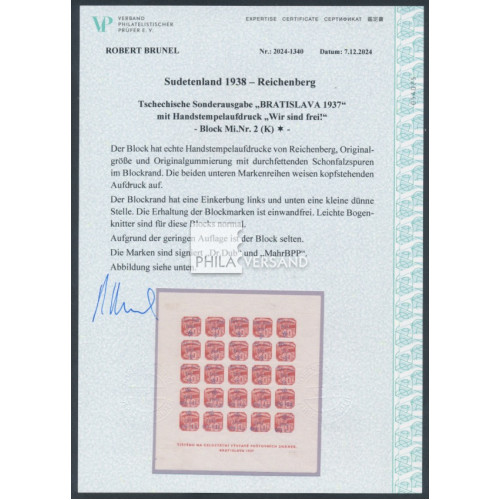 VP VERBAND
PHILATELISTISCHER
PRÜFER E. V.
EXPERTISE CERTIFICATE СЕРТИФИКАТ 鑑定書
ROBERT BRUNEL Nr.: 2024-1340 Datum: 7.12.2024
Sudetenland 1938 – Reichenberg
Tschechische Sonderausgabe „BRATISLAVA 1937“
mit Handstempelaufdruck „Wir sind frei!“
- Block Mi.Nr. 2 (K) ✶ -
Der Block hat echte Handstempelaufdrucke von Reichenberg, Original-
größe und Originalgummierung mit durchfettenden Schonfalzspuren
im Blockrand. Die beiden unteren Markenreihen weisen kopfstehenden
Aufdruck auf.
Der Blockrand hat eine Einkerbung links und unten eine kleine dünne
Stelle. Die Erhaltung der Blockmarken ist einwandfrei. Leichte Bogen-
knitter sind für diese Blocks normal.
Aufgrund der geringen Auflage ist der Block selten.
Die Marken sind signiert „Dr.Dub“ und „MahrBPP“.
Abbildung siehe unten.
PHILA VERSAND
BRATISLAVA 1937